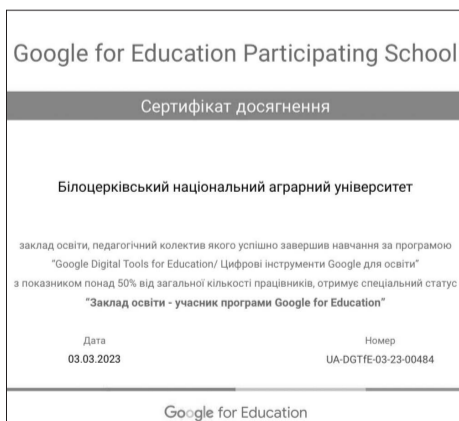 Google for Education Participating School
Сертифікат досягнення
Білоцерківський національний аграрний університет
заклад освіти, педагогічний колектив якого успішно завершив навчання за програмою
"Google Digital Tools for Education/ Цифрові інструменти Google для освіти"
з показником понад 50% від загальної кількості працівників, отримує спеціальний статус
"Заклад освіти - учасник програми Google for Education"
Дата
03.03.2023
Номер
UA-DGTfE-03-23-00484
Google for Education